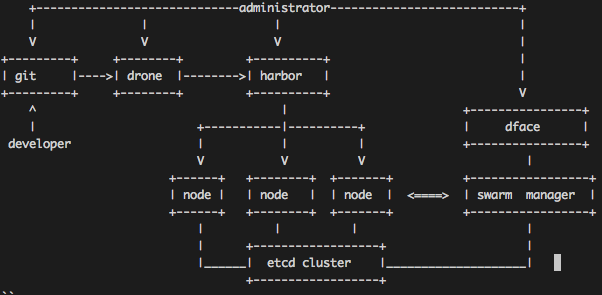 administrator
git drone harbor
developer
dface
node node node <====> swarm manager
etcd cluster
``